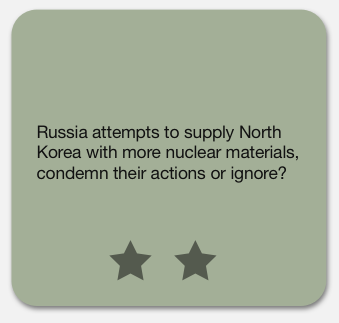 Russia attempts to supply North
Korea with more nuclear materials,
condemn their actions or ignore?